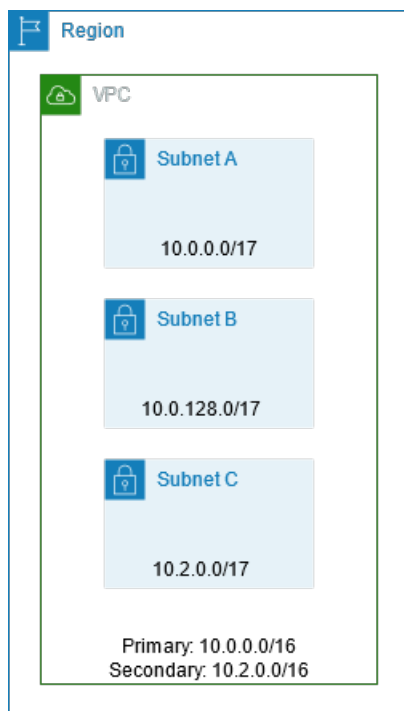 Region
VPC
Subnet A
10.0.0.0/17
Subnet B
10.0.128.0/17
Subnet C
10.2.0.0/17
Primary: 10.0.0.0/16
Secondary: 10.2.0.0/16